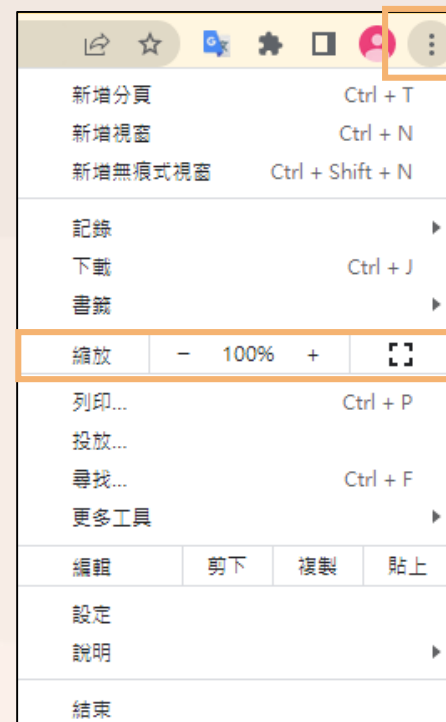 新增分頁 Ctrl + T
新增視窗 Ctrl + N
新增無痕式視窗 Ctrl + Shift + N
記錄
下載 Ctrl + J
書籤
縮放 − 100% +
列印... Ctrl + P
投放...
尋找... Ctrl + F
更多工具
編輯 剪下 複製 貼上
設定
說明
結束